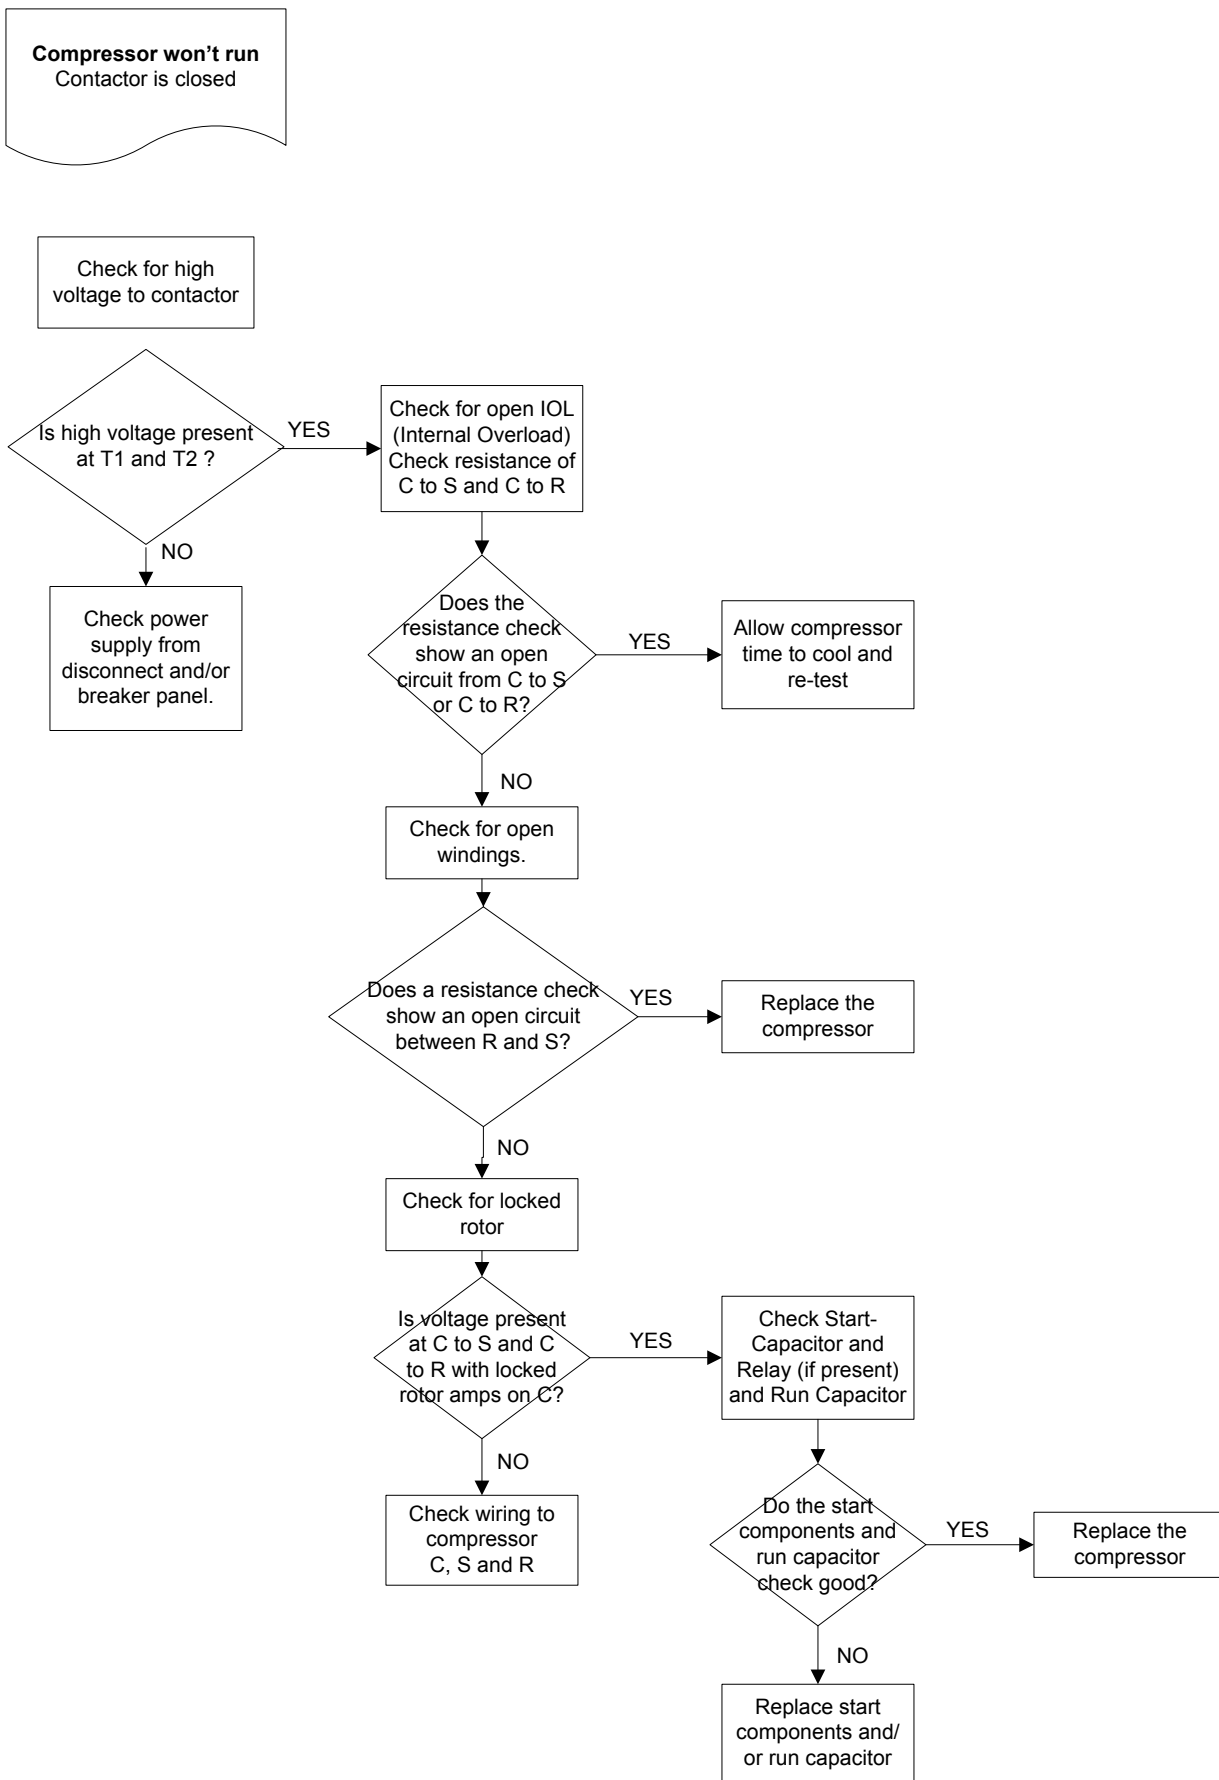 Compressor won't run
Contactor is closed
Check for high
voltage to contactor
Is high voltage present
at T1 and T2 ?
YES
Check for open IOL
(Internal Overload)
Check resistance of
C to S and C to R
NO
Check power
supply from
disconnect and/or
breaker panel.
Does the
resistance check
show an open
circuit from C to S
or C to R?
YES
Allow compressor
time to cool and
re-test
NO
Check for open
windings.
Does a resistance check
show an open circuit
between R and S?
YES
Replace the
compressor
NO
Check for locked
rotor
Is voltage present
at C to S and C
to R with locked
rotor amps on C?
YES
Check Start-
Capacitor and
Relay (if present)
and Run Capacitor
NO
Check wiring to
compressor
C, S and R
Do the start
components and
run capacitor
check good?
YES
Replace the
compressor
NO
Replace start
components and/
or run capacitor